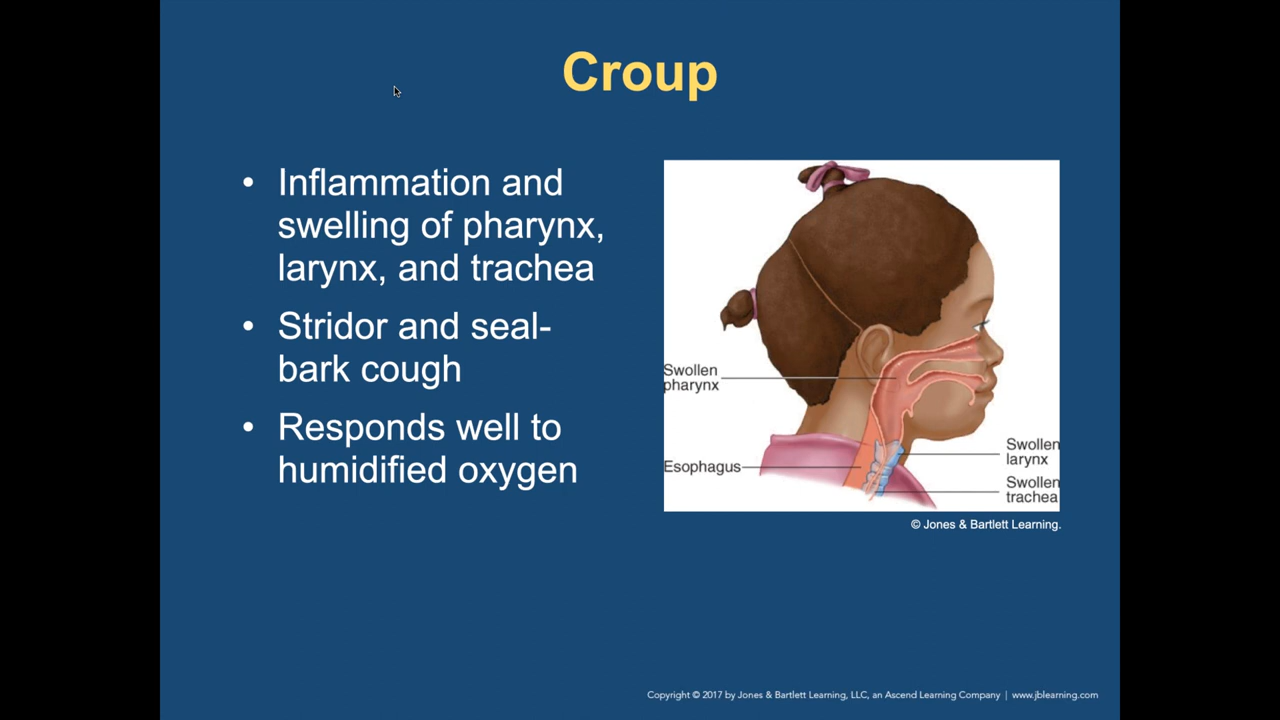 Croup
• Inflammation and
swelling of pharynx,
larynx, and trachea
• Stridor and seal-
bark cough
• Responds well to
humidified oxygen
Swollen
pharynx
Esophagus
Swollen
larynx
Swollen
trachea
© Jones & Bartlett Learning.
Copyright © 2017 by Jones & Bartlett Learning, LLC, an Ascend Learning Company | www.jblearning.com